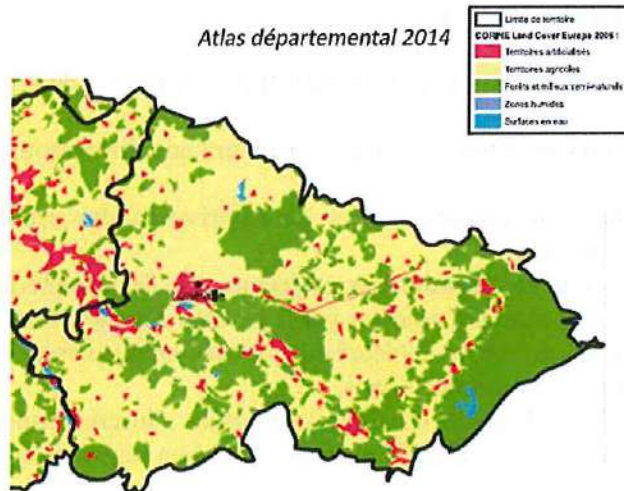 Atlas départemental 2014
Limite de territoire
CORINE Land Cover Europe 2006 :
Territoires artificialisés
Territoires agricoles
Forêts et milieux semi-naturels
Zones humides
Surfaces en eau